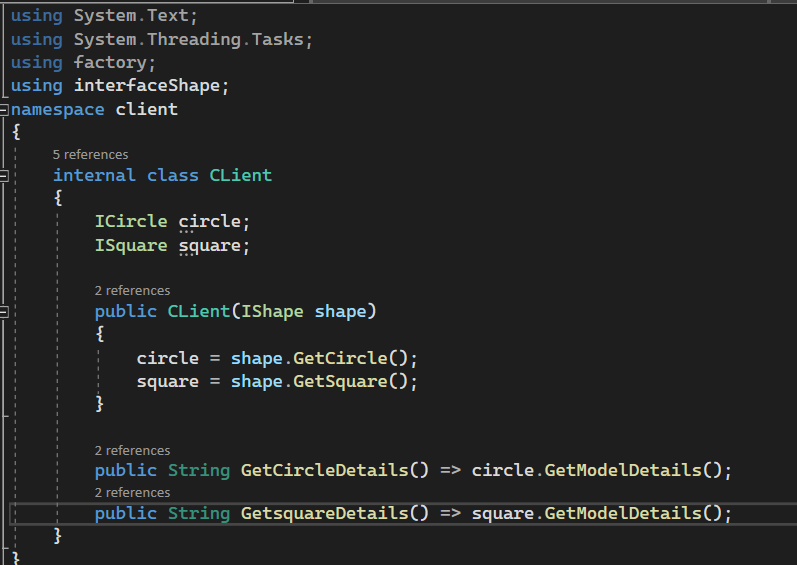 using System.Text;
using System.Threading.Tasks;
using factory;
using interfaceShape;
namespace client
{
5 references
internal class CLient
{
ICircle circle;
ISquare square;
2 references
public CLient(IShape shape)
{
circle = shape.GetCircle();
square = shape.GetSquare();
}
2 references
public String GetCircleDetails() => circle.GetModelDetails();
2 references
public String GetsquareDetails() => square.GetModelDetails();
}
}